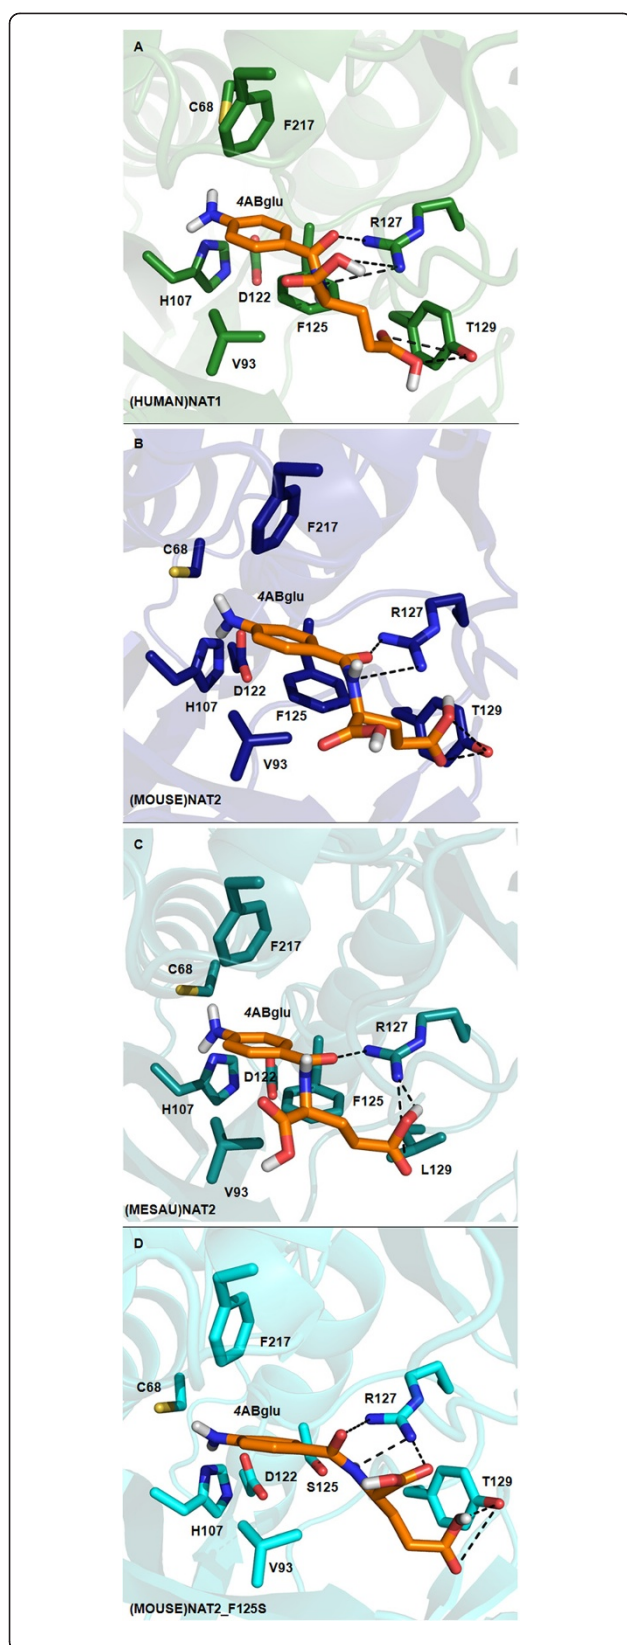 A
C68
F217
4ABglu
R127
H107
D122
F125
T129
V93
(HUMAN)NAT1
B
F217
C68
4ABglu
R127
D122
H107
F125
T129
V93
(MOUSE)NAT2
C
F217
C68
4ABglu
R127
D122
H107
F125
L129
V93
(MESAU)NAT2
D
F217
C68
4ABglu
R127
D122
S125
T129
H107
V93
(MOUSE)NAT2_F125S